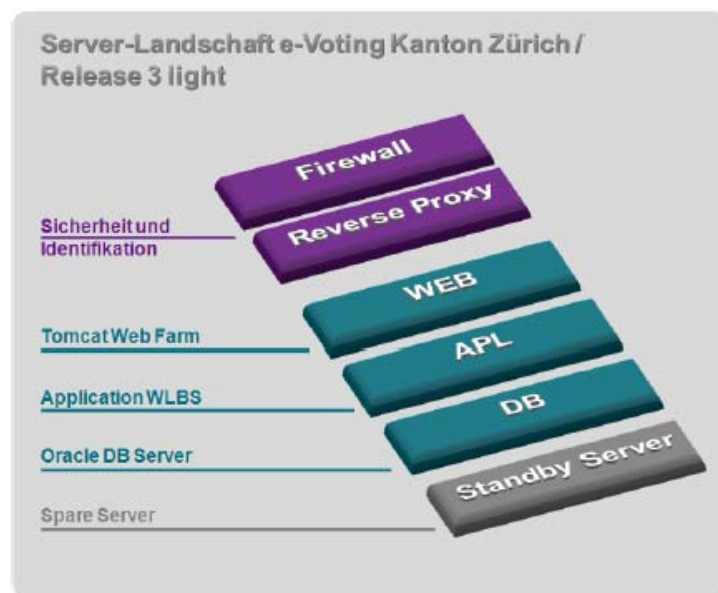 Server-Landschaft e-Voting Kanton Zürich /
Release 3 light
Firewall
Reverse Proxy
Sicherheit und
Identifikation
WEB
Tomcat Web Farm
APL
Application WLBS
DB
Oracle DB Server
Standby Server
Spare Server